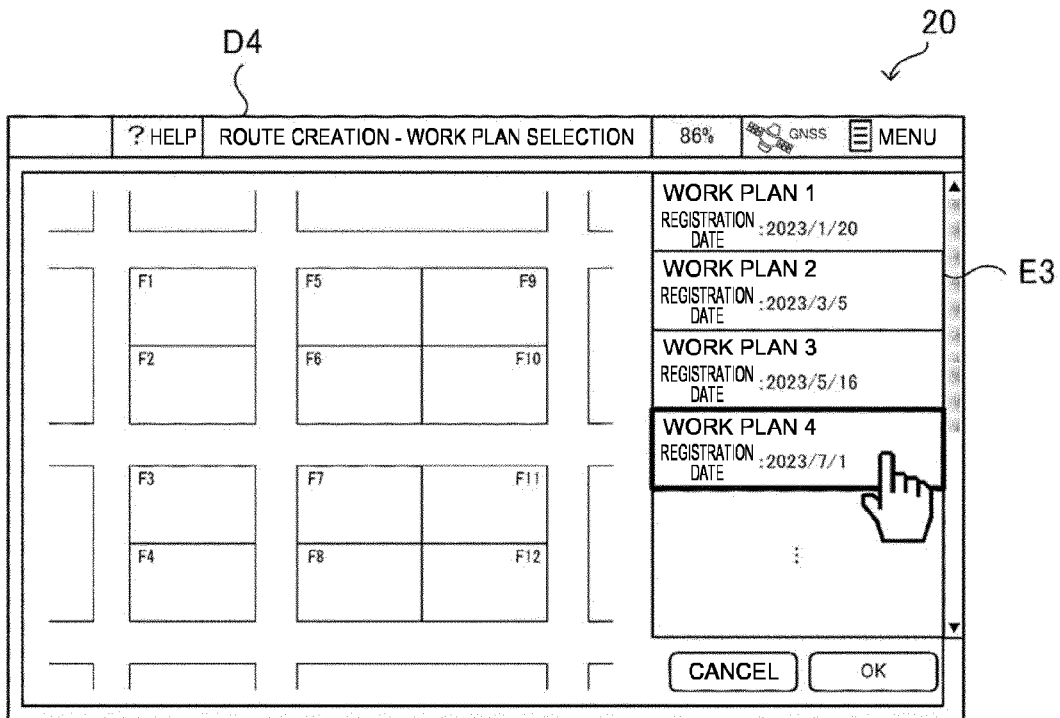 20
D4
? HELP ROUTE CREATION - WORK PLAN SELECTION 86% GNSS MENU
WORK PLAN 1
REGISTRATION DATE :2023/1/20
WORK PLAN 2
REGISTRATION DATE :2023/3/5
E3
WORK PLAN 3
REGISTRATION DATE :2023/5/16
WORK PLAN 4
REGISTRATION DATE :2023/7/1
F1 F5 F9
F2 F6 F10
F3 F7 F11
F4 F8 F12
CANCEL OK